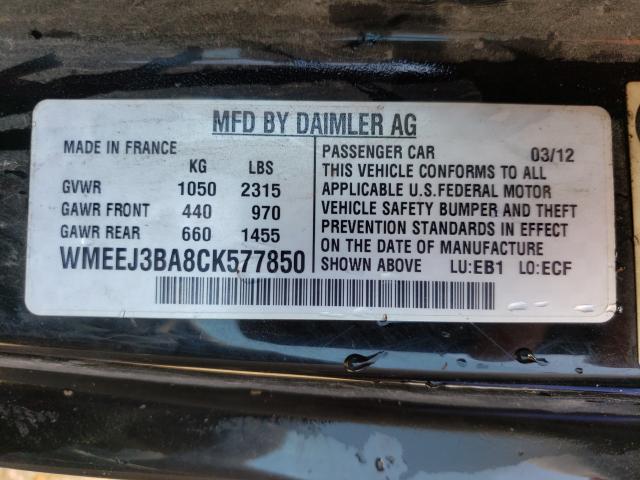 MFD BY DAIMLER AG
MADE IN FRANCE
KG LBS
GVWR 1050 2315
GAWR FRONT 440 970
GAWR REAR 660 1455
WMEEJ3BA8CK577850
PASSENGER CAR 03/12
THIS VEHICLE CONFORMS TO ALL
APPLICABLE U.S. FEDERAL MOTOR
VEHICLE SAFETY BUMPER AND THEFT
PREVENTION STANDARDS IN EFFECT
ON THE DATE OF MANUFACTURE
SHOWN ABOVE LU:EB1 LO:ECF